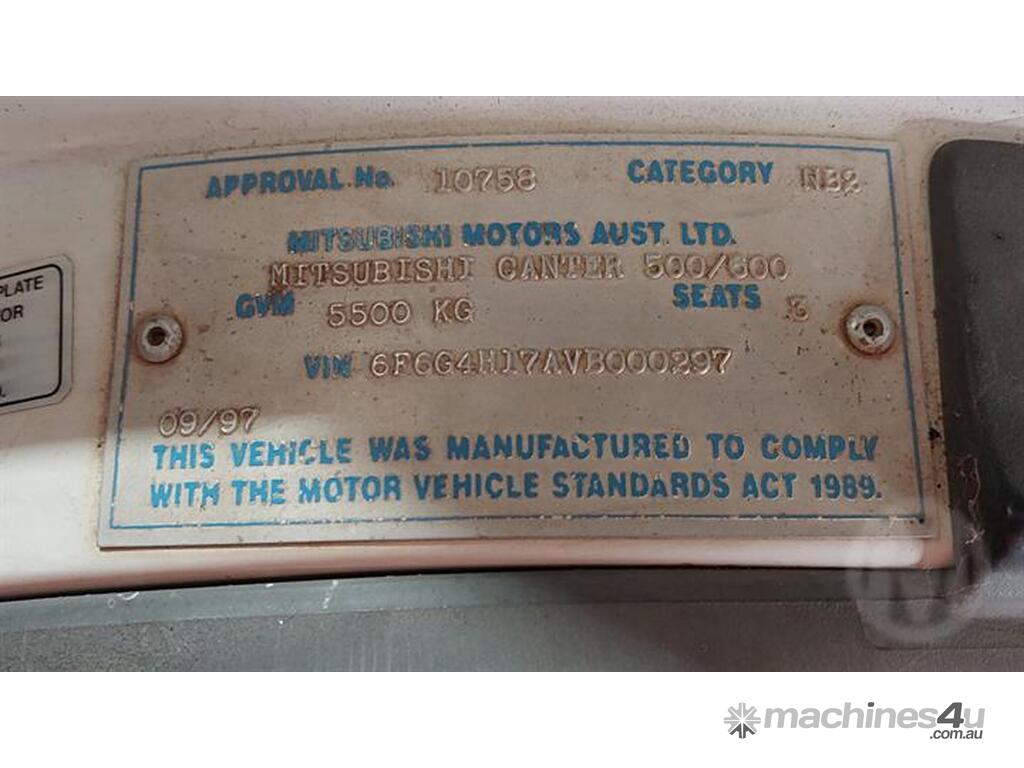 APPROVAL No. 10758 CATEGORY NB2
MITSUBISHI MOTORS AUST. LTD.
MITSUBISHI CANTER 500/600
GVM 5500 KG SEATS 3
VIN 6F6G4H17AVB000297
09/97
THIS VEHICLE WAS MANUFACTURED TO COMPLY
WITH THE MOTOR VEHICLE STANDARDS ACT 1989.
PLATE
OR
machines4u
.com.au